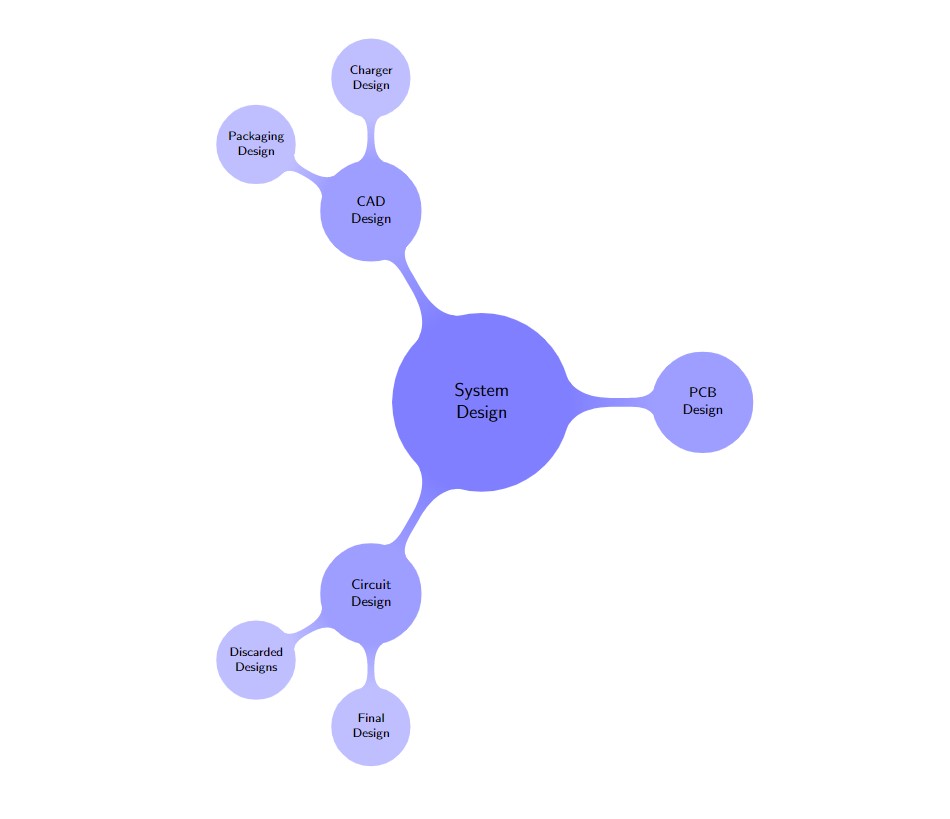 Charger
Design
Packaging
Design
CAD
Design
System
Design
PCB
Design
Circuit
Design
Discarded
Designs
Final
Design